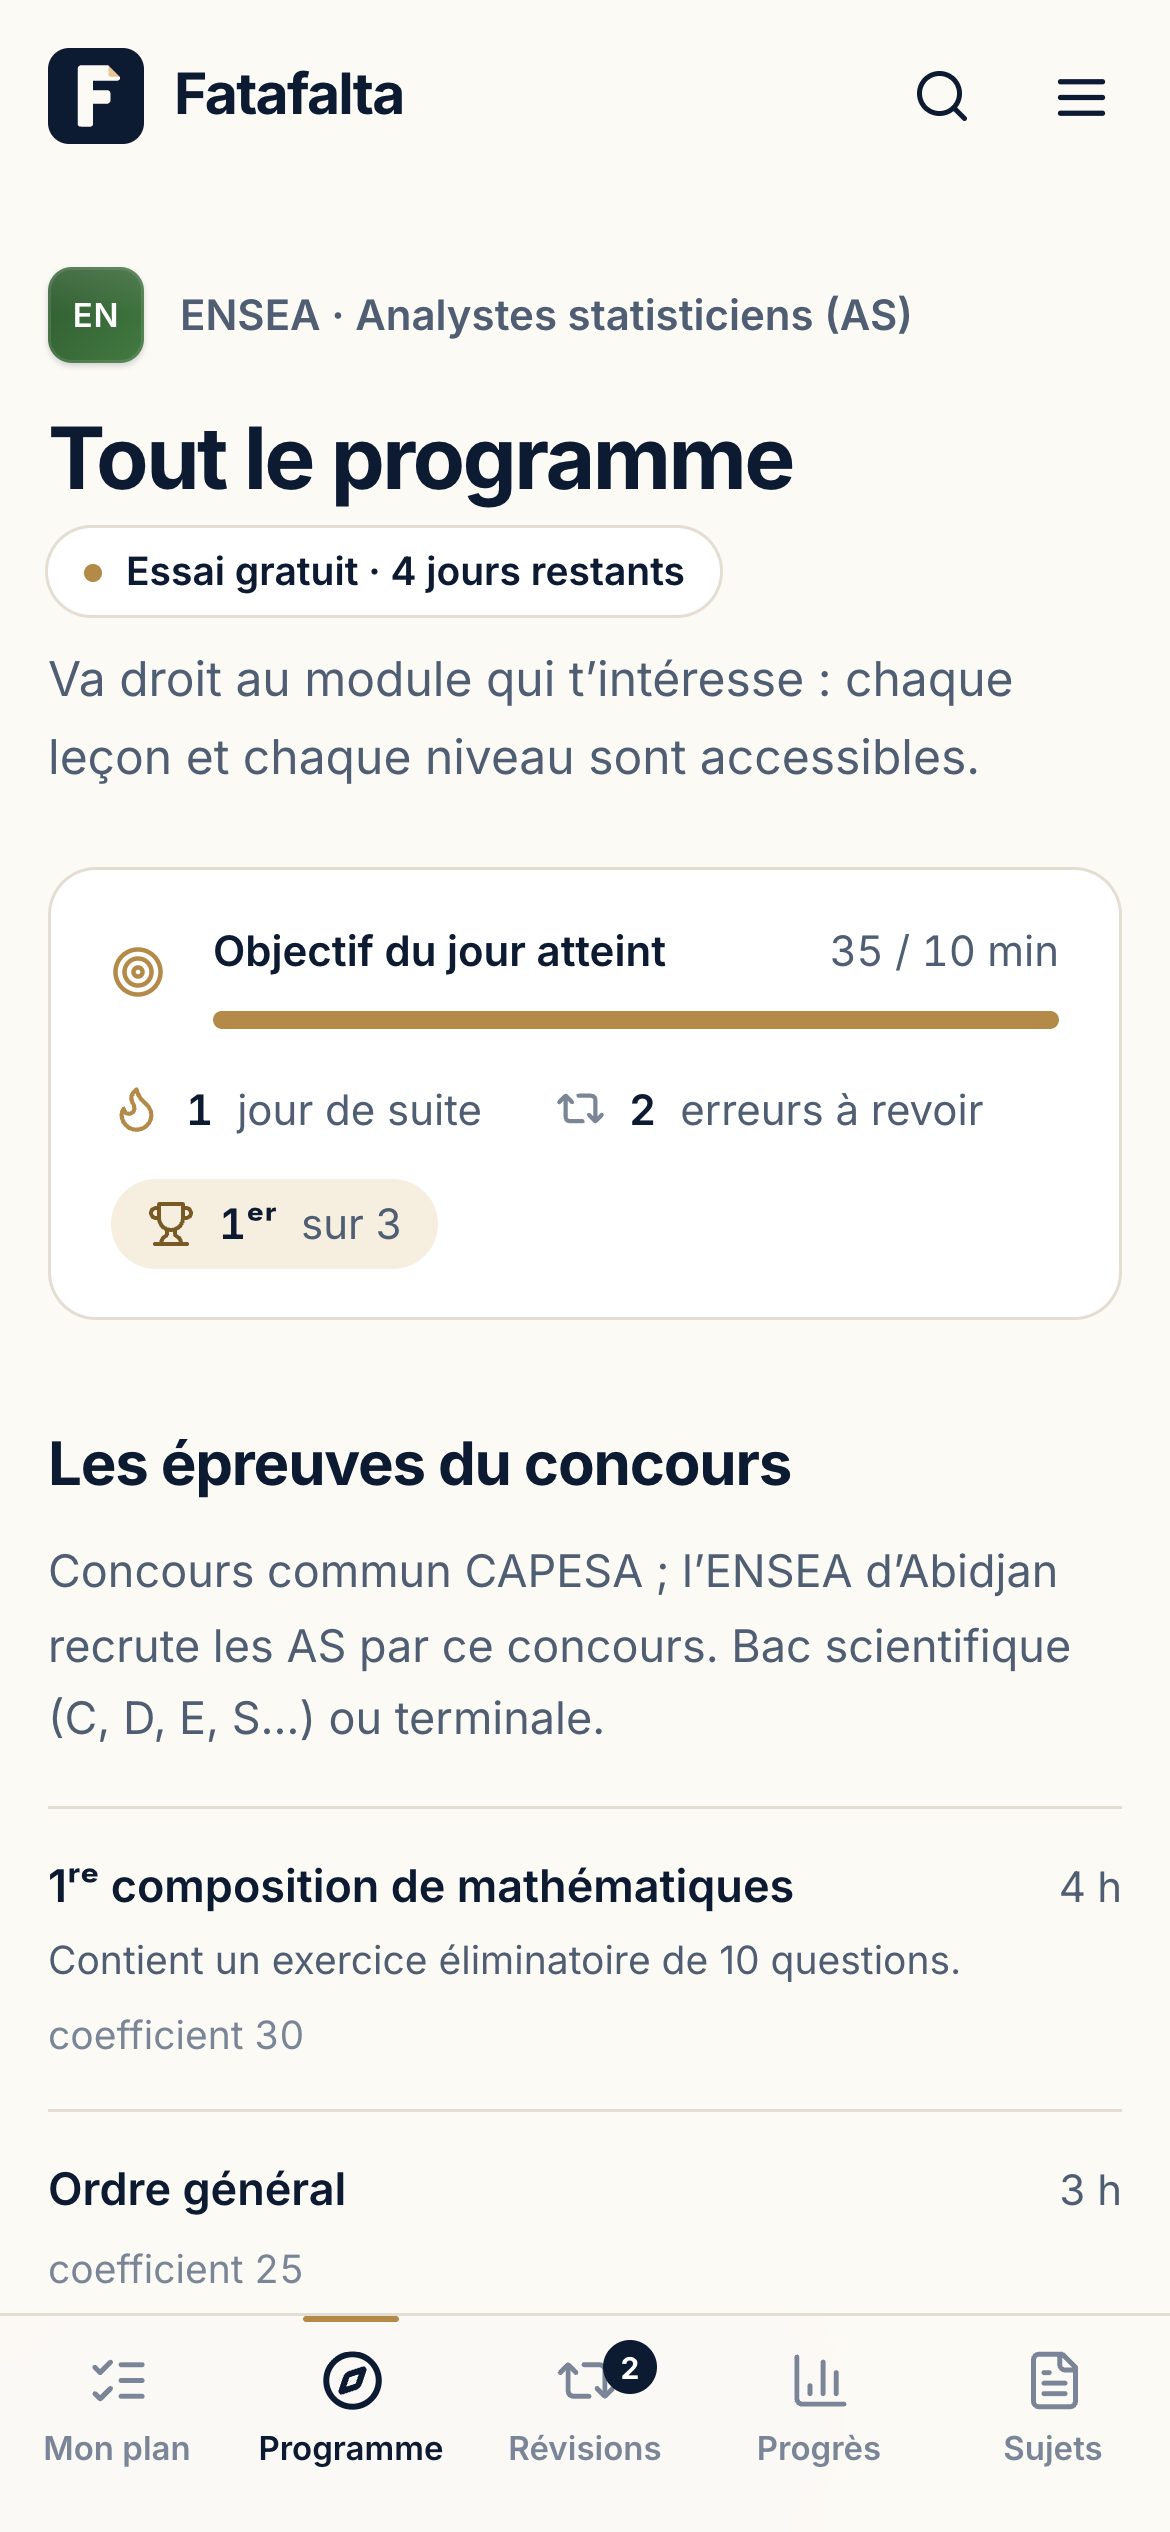 Fatafalta
EN
ENSEA · Analystes statisticiens (AS)
Tout le programme
Essai gratuit · 4 jours restants
Va droit au module qui t’intéresse : chaque
leçon et chaque niveau sont accessibles.
Objectif du jour atteint 35 / 10 min
1 jour de suite 2 erreurs à revoir
1ᵉʳ sur 3
Les épreuves du concours
Concours commun CAPESA ; l’ENSEA d’Abidjan
recrute les AS par ce concours. Bac scientifique
(C, D, E, S…) ou terminale.
1ʳᵉ composition de mathématiques 4 h
Contient un exercice éliminatoire de 10 questions.
coefficient 30
Ordre général 3 h
coefficient 25
2
Mon plan Programme Révisions Progrès Sujets